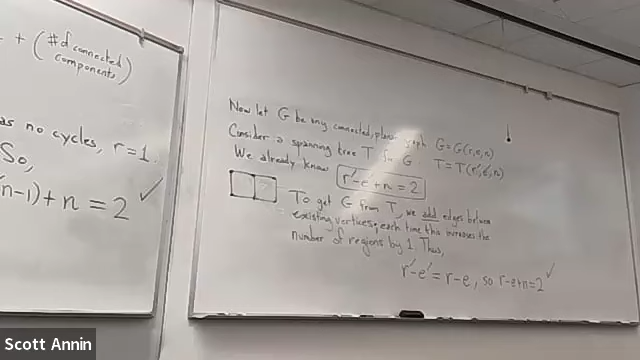 + (# of connected
components)
as no cycles, r=1.
So,
(n-1)+n = 2 ✓
Now let G be any connected, planar graph G=G(r,e,n)
Consider a spanning tree T in G. T=T(r',e',n)
We already know r'-e'+n=2
To get G from T, we add edges between
existing vertices; each time this increases the
number of regions by 1. Thus,
r'-e'=r-e, so r-e+n=2 ✓
Scott Annin